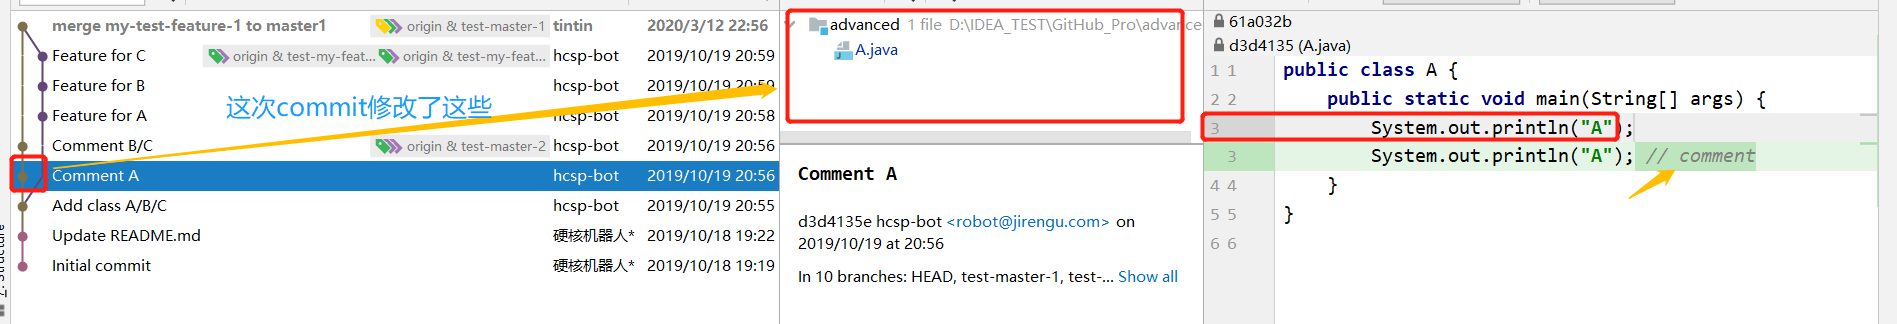 merge my-test-feature-1 to master1 origin & test-master-1 tintin 2020/3/12 22:56
Feature for C origin & test-my-feat... origin & test-my-feat... hcsp-bot 2019/10/19 20:59
Feature for B hcsp-bot 2019/10/19 20:59
Feature for A hcsp-bot 2019/10/19 20:58
Comment B/C origin & test-master-2 hcsp-bot 2019/10/19 20:56
Comment A hcsp-bot 2019/10/19 20:56
Add class A/B/C hcsp-bot 2019/10/19 20:55
Update README.md 硬核机器人* 2019/10/18 19:22
Initial commit 硬核机器人* 2019/10/18 19:19
这次commit修改了这些
Z: Structure
advanced 1 file D:\IDEA_TEST\GitHub_Pro\advance
A.java
Comment A
d3d4135e hcsp-bot <robot@jirengu.com> on
2019/10/19 at 20:56
In 10 branches: HEAD, test-master-1, test-... Show all
61a032b
d3d4135 (A.java)
1 1 public class A {
2 2 public static void main(String[] args) {
3 System.out.println("A");
3 System.out.println("A"); // comment
4 4 }
5 5 }
6 6